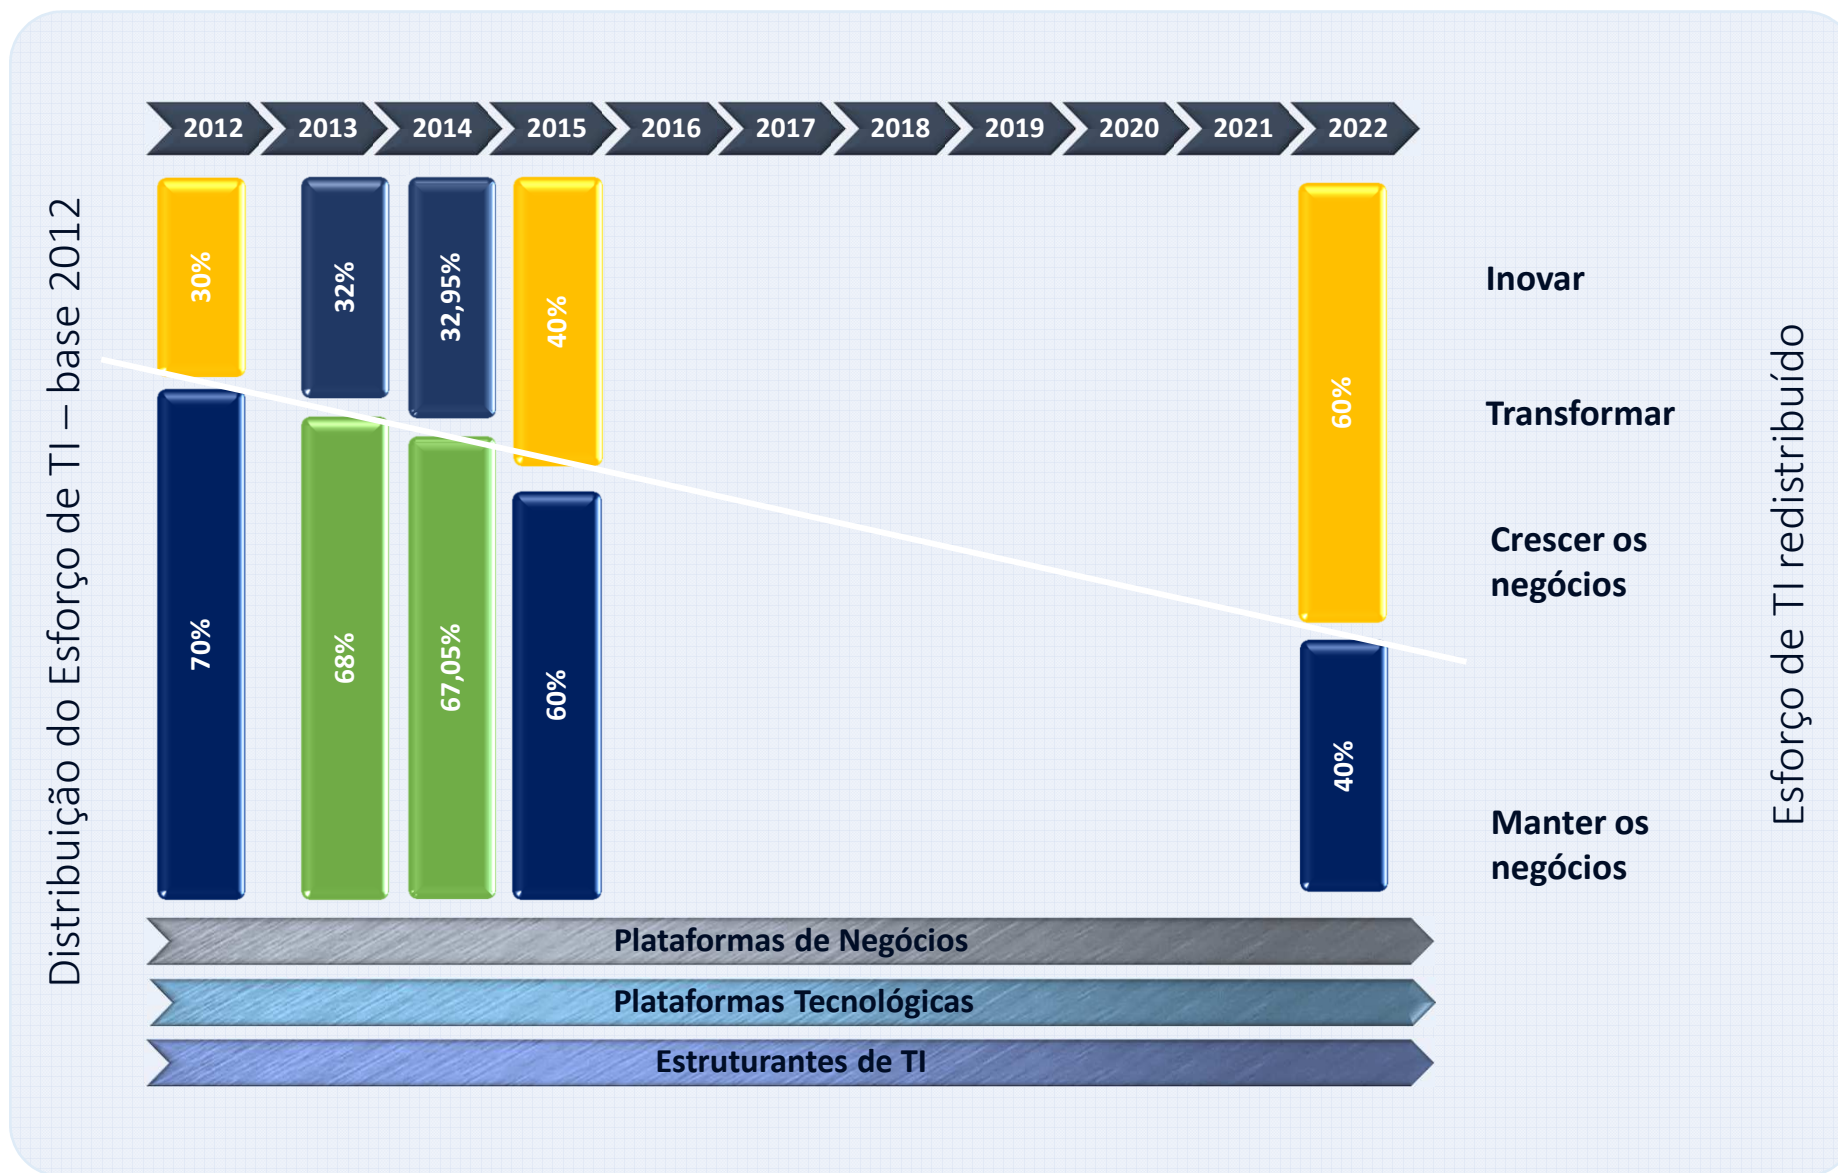 2012 2013 2014 2015 2016 2017 2018 2019 2020 2021 2022
Distribuição do Esforço de TI – base 2012
30%
32%
32,95%
40%
60%
70%
68%
67,05%
60%
40%
Inovar
Transformar
Crescer os
negócios
Manter os
negócios
Esforço de TI redistribuído
Plataformas de Negócios
Plataformas Tecnológicas
Estruturantes de TI